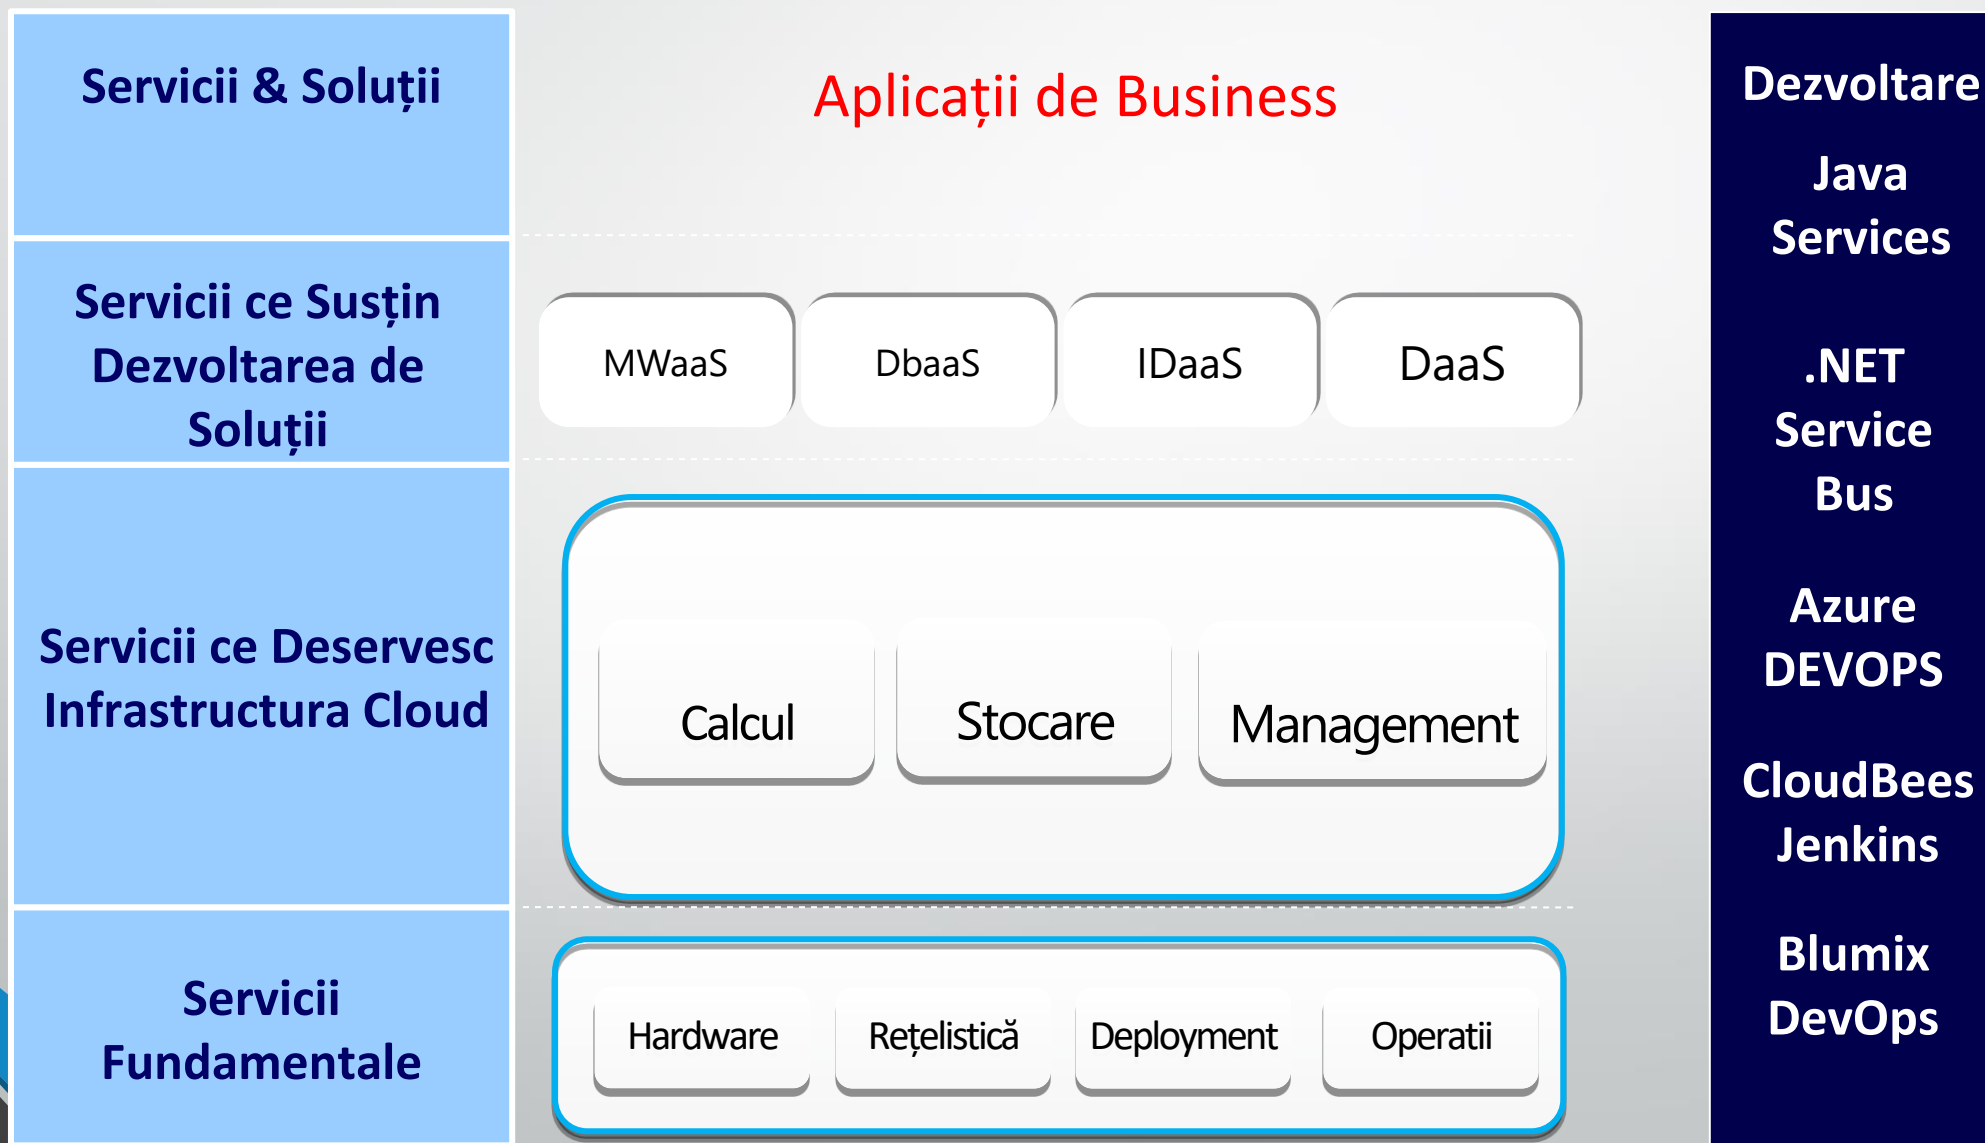 Servicii & Soluții
Aplicații de Business
Servicii ce Susțin
Dezvoltarea de
Soluții
MWaaS
DbaaS
IDaaS
DaaS
Servicii ce Deservesc
Infrastructura Cloud
Calcul
Stocare
Management
Servicii
Fundamentale
Hardware
Rețelistică
Deployment
Operatii
Dezvoltare
Java
Services
.NET
Service
Bus
Azure
DEVOPS
CloudBees
Jenkins
Blumix
DevOps